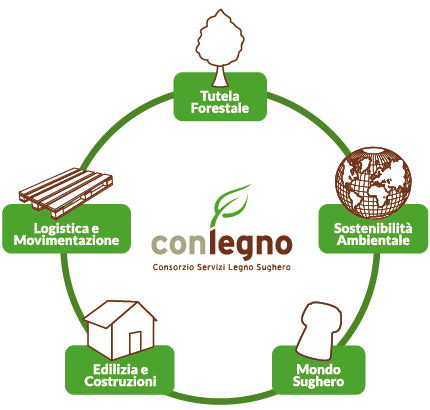 Tutela
Forestale
Logistica e
Movimentazione
Sostenibilità
Ambientale
conlegno
Consorzio Servizi Legno Sughero
Edilizia e
Costruzioni
Mondo
Sughero